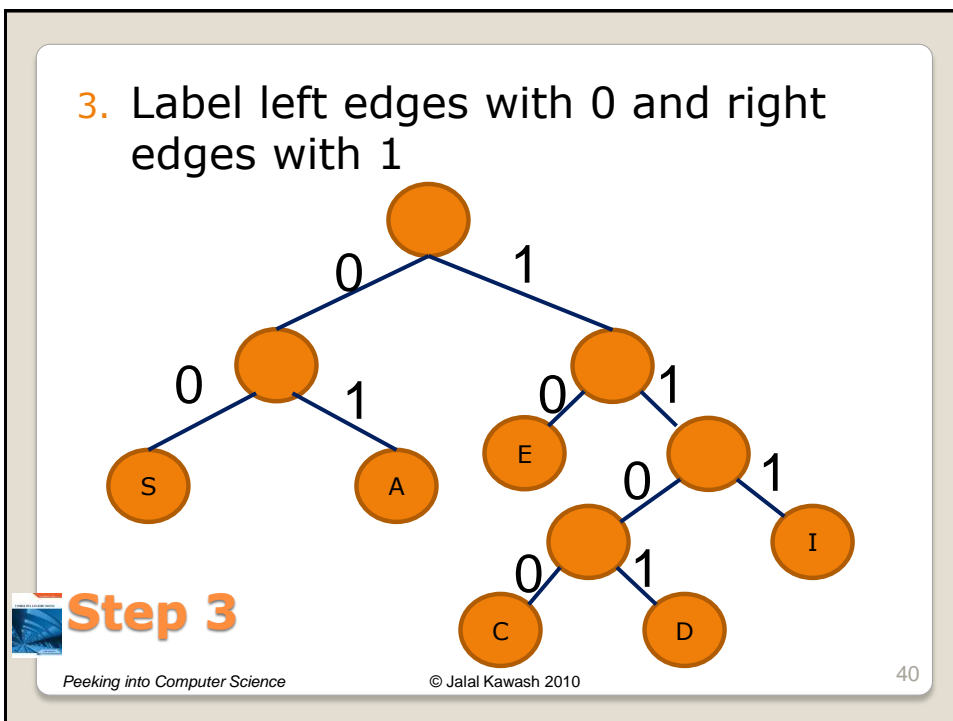 3. Label left edges with 0 and right
edges with 1
0 1
0 1 0 1
S A E 0 1
I
0 1
C D
Step 3
Peeking into Computer Science © Jalal Kawash 2010 40